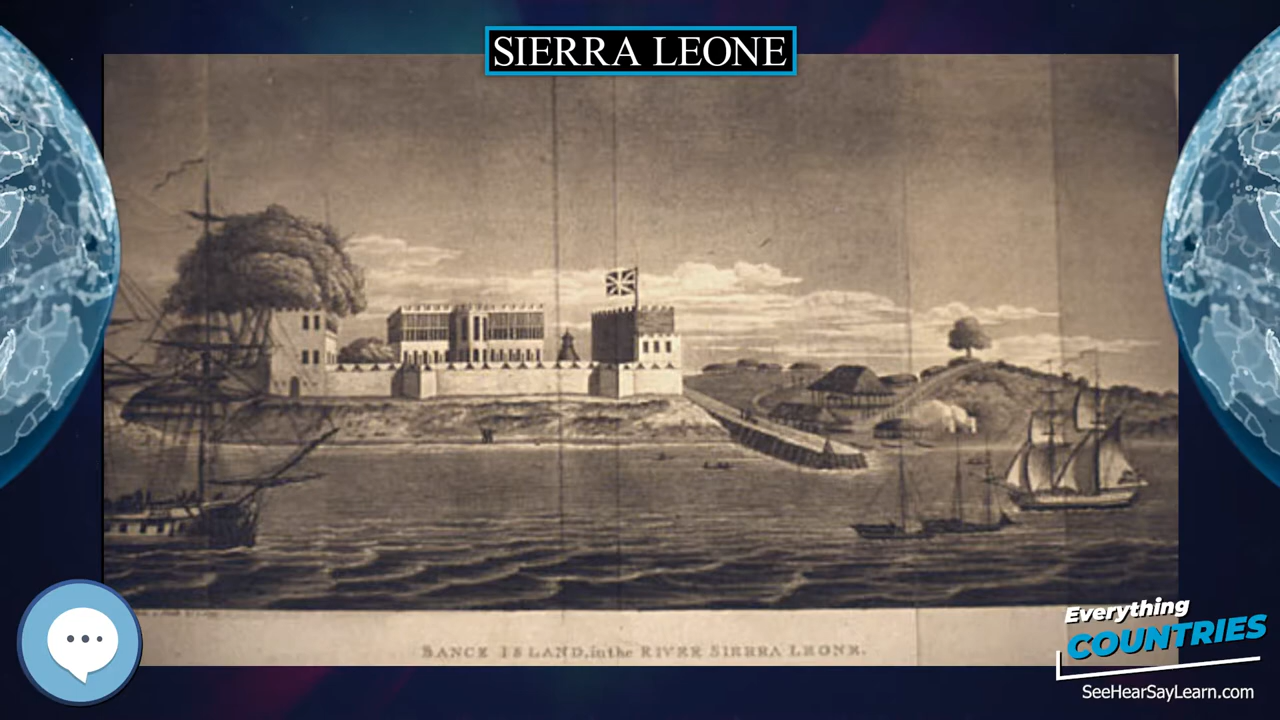 SIERRA LEONE
BANCE ISLAND, in the RIVER SIERRA LEONE.
Everything
COUNTRIES
SeeHearSayLearn.com